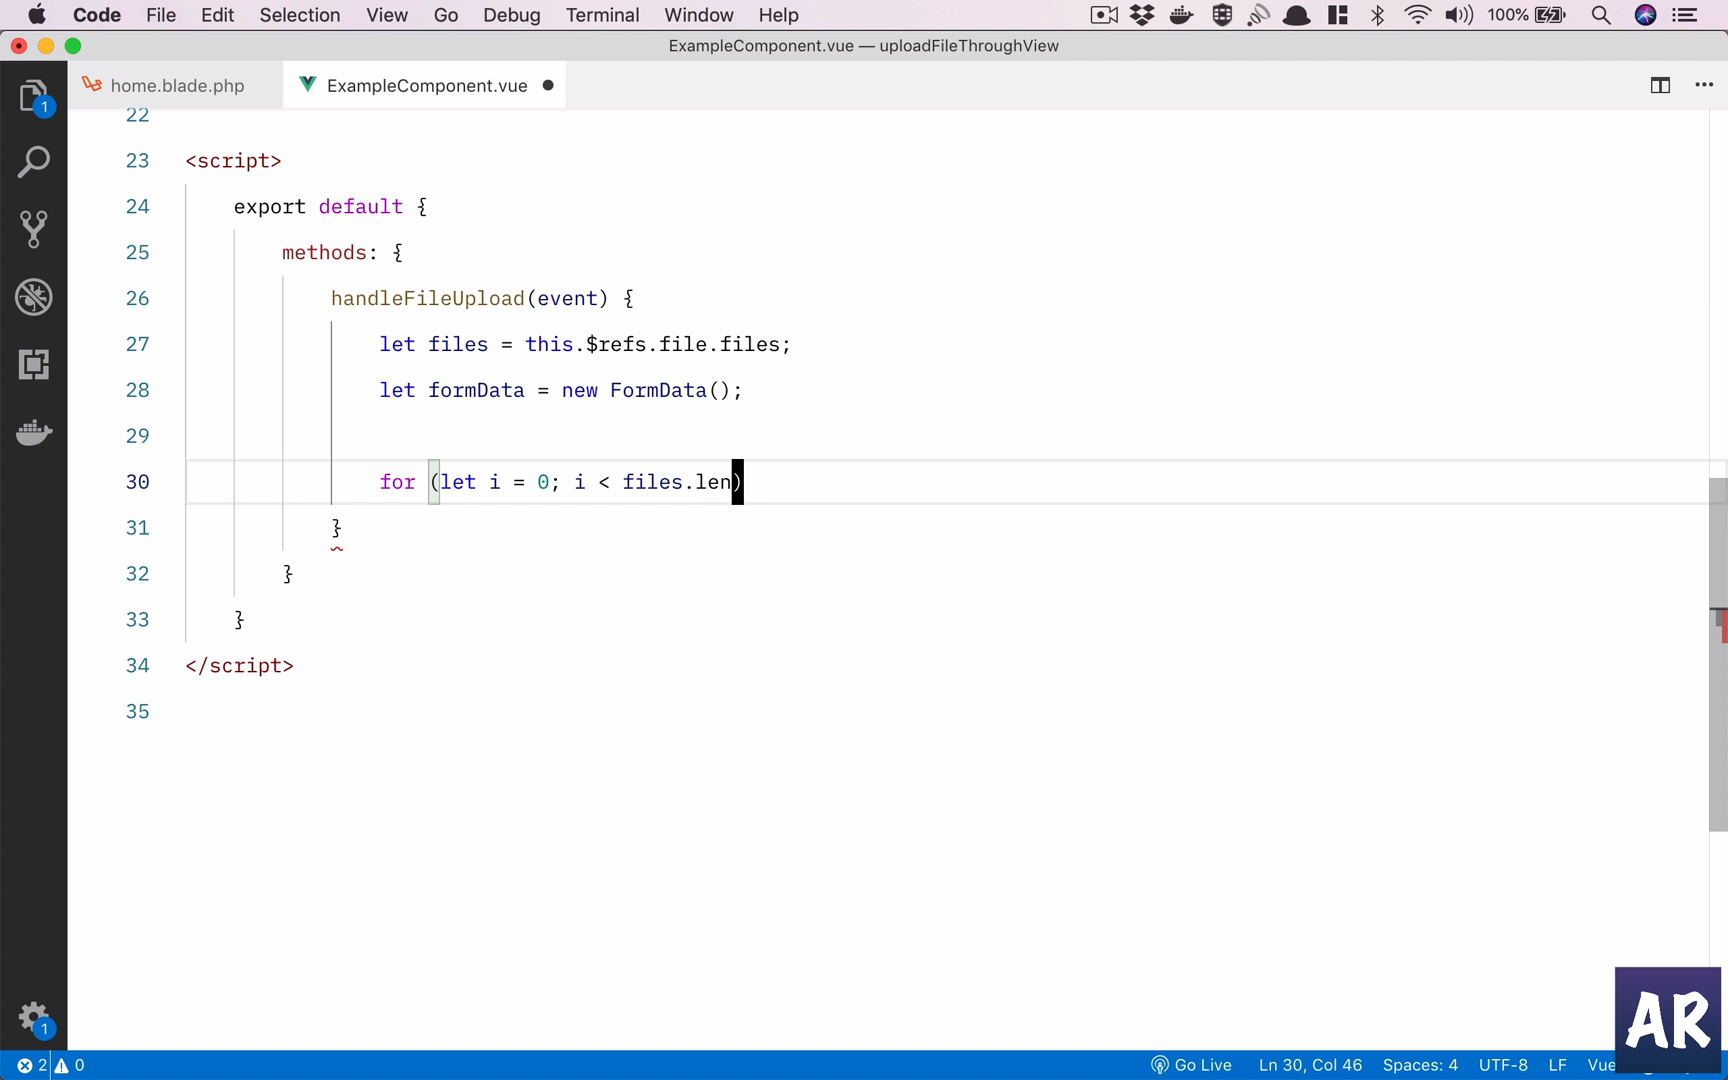 Code File Edit Selection View Go Debug Terminal Window Help 100%
ExampleComponent.vue — uploadFileThroughView
home.blade.php ExampleComponent.vue
1
22
23 <script>
24 export default {
25 methods: {
26 handleFileUpload(event) {
27 let files = this.$refs.file.files;
28 let formData = new FormData();
29
30 for (let i = 0; i < files.len)
31 }
32 }
33 }
34 </script>
35
1
AR
2 0 Go Live Ln 30, Col 46 Spaces: 4 UTF-8 LF Vue